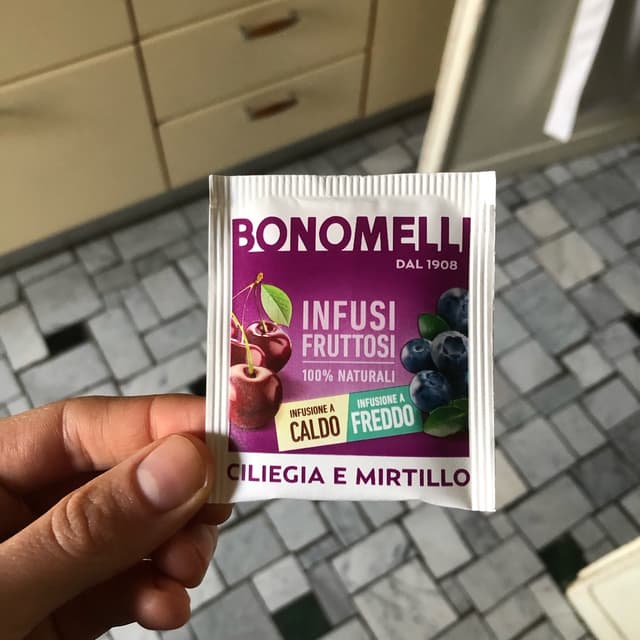 BONOMELLI
DAL 1908
INFUSI
FRUTTOSI
100% NATURALI
INFUSIONE A
CALDO
INFUSIONE A
FREDDO
CILIEGIA E MIRTILLO